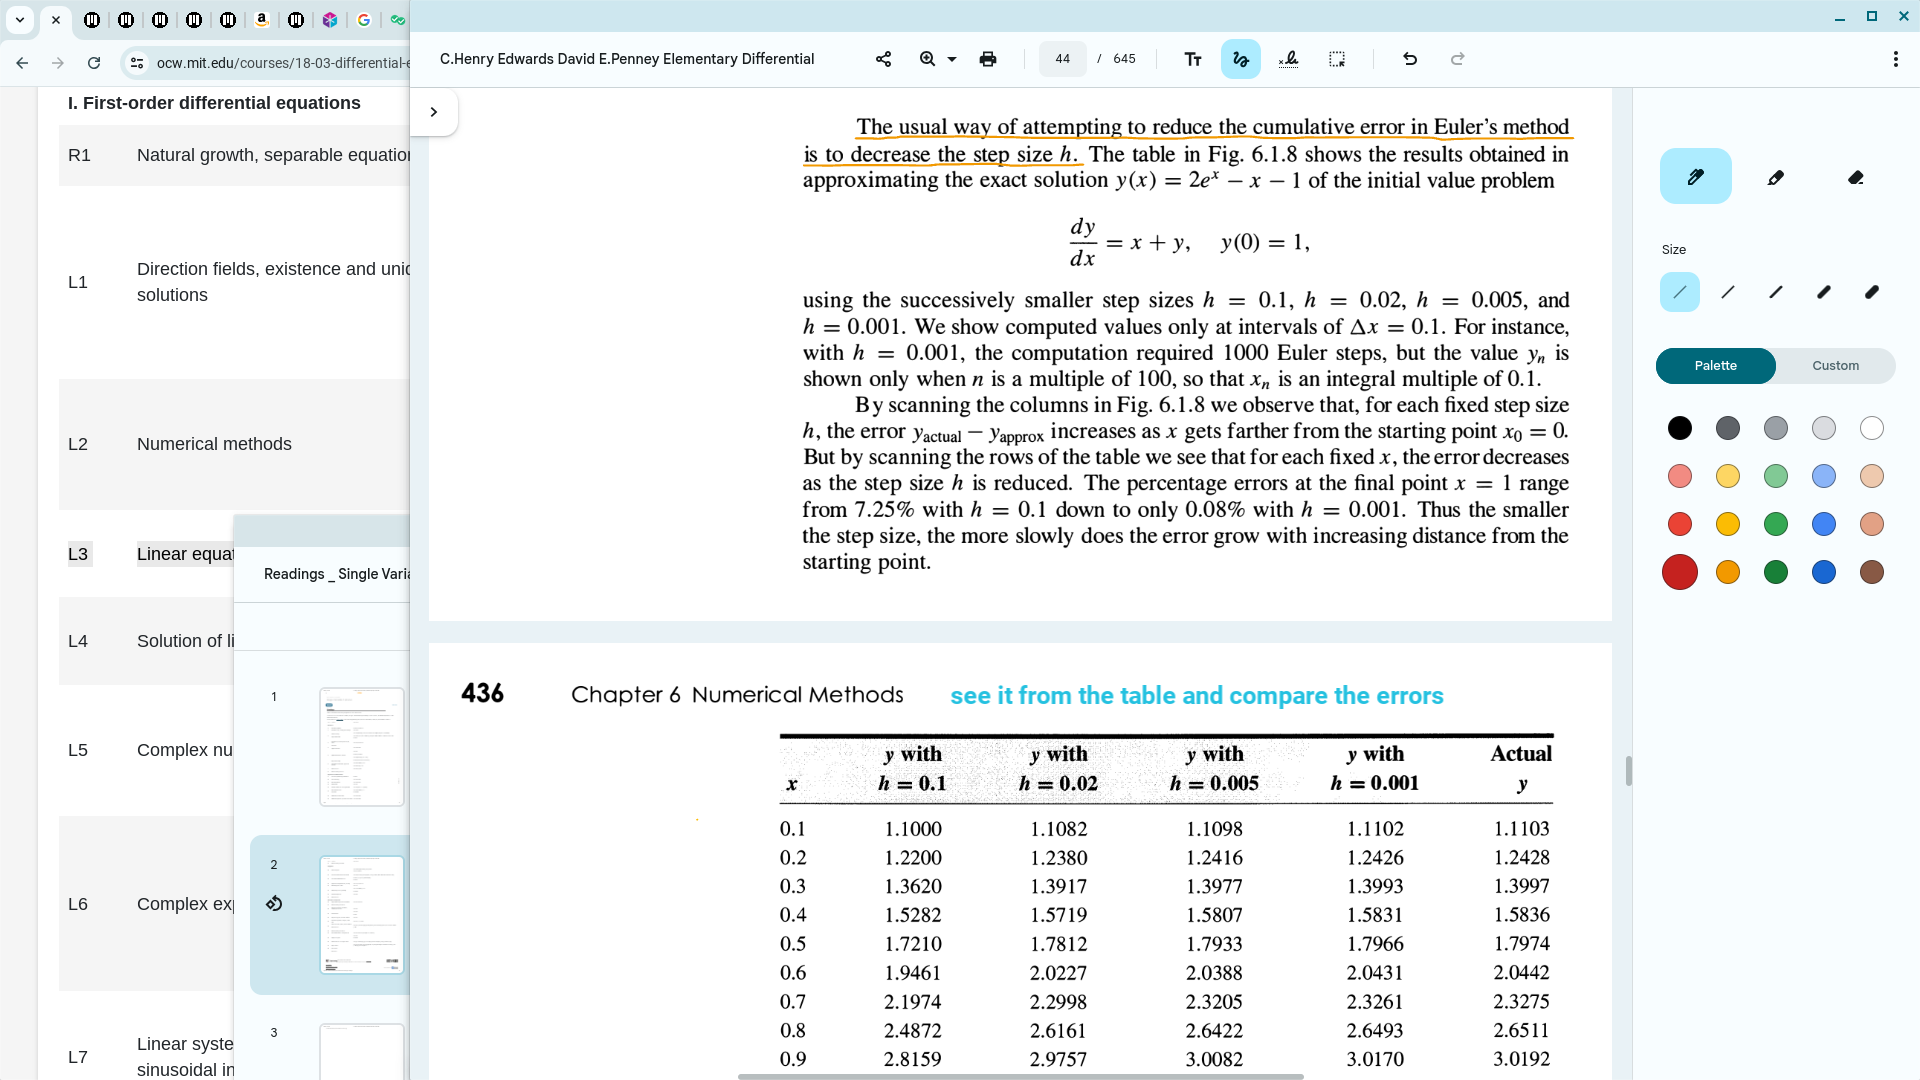 ocw.mit.edu/courses/18-03-differential-e
I. First-order differential equations
R1 Natural growth, separable equation
L1 Direction fields, existence and uniq
solutions
L2 Numerical methods
L3 Linear equat
L4 Solution of li
L5 Complex nu
L6 Complex exp
L7 Linear syste
sinusoidal in
Readings _ Single Varia
1
2
3
C.Henry Edwards David E.Penney Elementary Differential
44 / 645
The usual way of attempting to reduce the cumulative error in Euler's method
is to decrease the step size h. The table in Fig. 6.1.8 shows the results obtained in
approximating the exact solution y(x) = 2eˣ − x − 1 of the initial value problem
dy/dx = x + y, y(0) = 1,
using the successively smaller step sizes h = 0.1, h = 0.02, h = 0.005, and
h = 0.001. We show computed values only at intervals of Δx = 0.1. For instance,
with h = 0.001, the computation required 1000 Euler steps, but the value yₙ is
shown only when n is a multiple of 100, so that xₙ is an integral multiple of 0.1.
By scanning the columns in Fig. 6.1.8 we observe that, for each fixed step size
h, the error y_actual − y_approx increases as x gets farther from the starting point x₀ = 0.
But by scanning the rows of the table we see that for each fixed x, the error decreases
as the step size h is reduced. The percentage errors at the final point x = 1 range
from 7.25% with h = 0.1 down to only 0.08% with h = 0.001. Thus the smaller
the step size, the more slowly does the error grow with increasing distance from the
starting point.
436 Chapter 6 Numerical Methods see it from the table and compare the errors
y with y with y with y with Actual
x h = 0.1 h = 0.02 h = 0.005 h = 0.001 y
0.1 1.1000 1.1082 1.1098 1.1102 1.1103
0.2 1.2200 1.2380 1.2416 1.2426 1.2428
0.3 1.3620 1.3917 1.3977 1.3993 1.3997
0.4 1.5282 1.5719 1.5807 1.5831 1.5836
0.5 1.7210 1.7812 1.7933 1.7966 1.7974
0.6 1.9461 2.0227 2.0388 2.0431 2.0442
0.7 2.1974 2.2998 2.3205 2.3261 2.3275
0.8 2.4872 2.6161 2.6422 2.6493 2.6511
0.9 2.8159 2.9757 3.0082 3.0170 3.0192
Size
Palette Custom